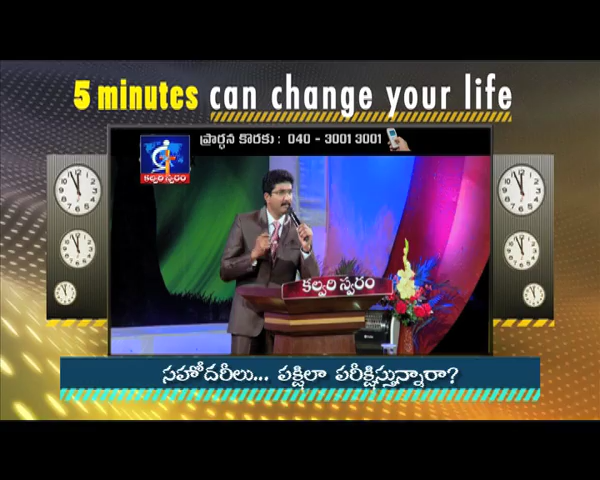 5 minutes can change your life
ప్రార్థన కొరకు : 040 - 3001 3001
కల్వరి స్వరం
కల్వరి స్వరం
సహోదరీలు... పక్షిలా పరీక్షిస్తున్నారా?